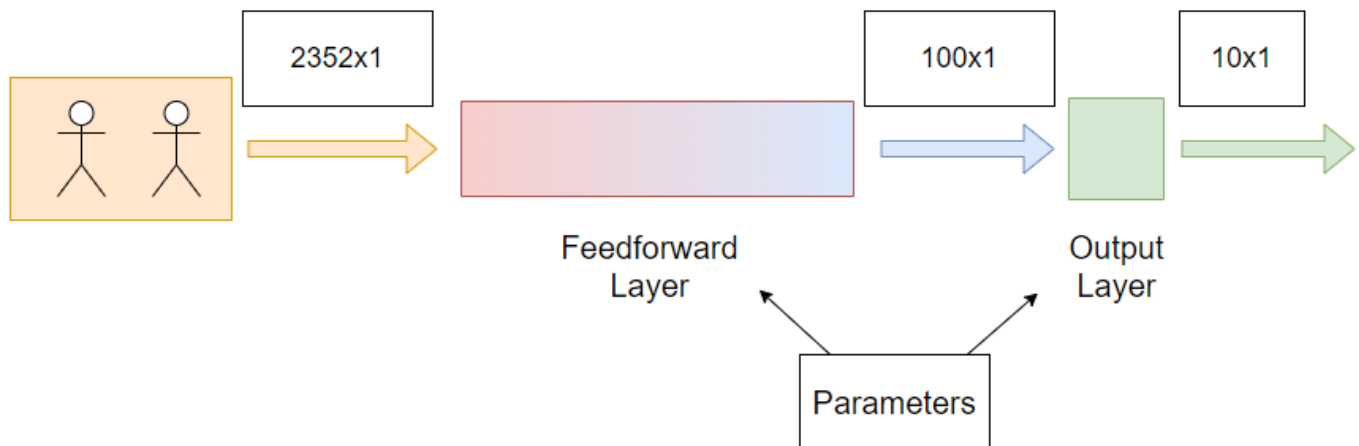 2352x1
100x1
10x1
Feedforward
Layer
Output
Layer
Parameters